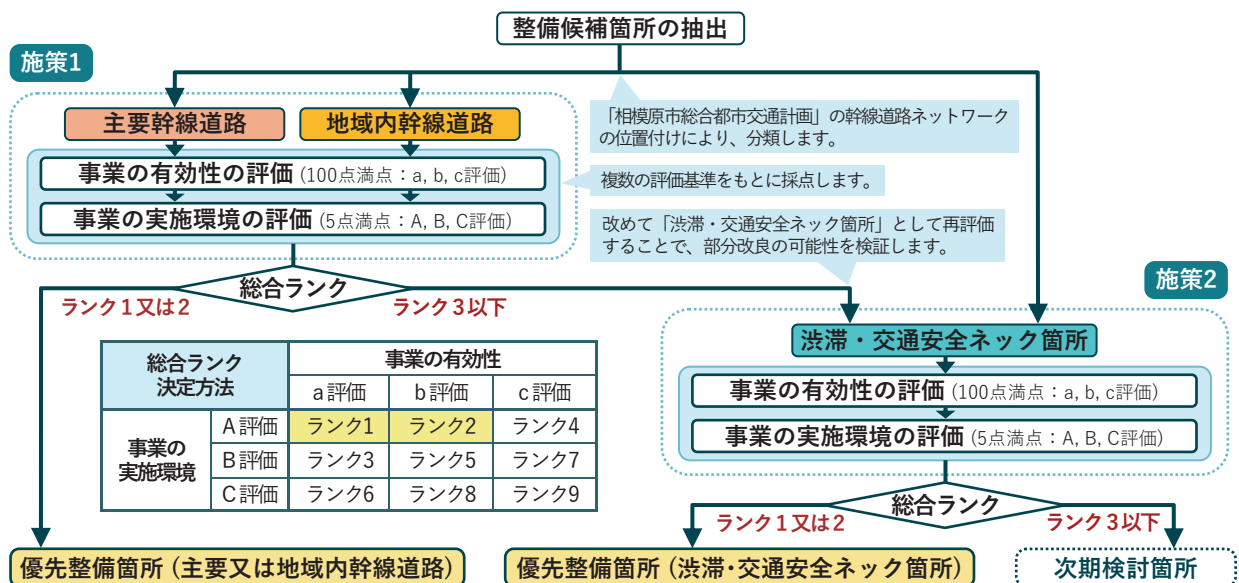 整備候補箇所の抽出
施策1
主要幹線道路
地域内幹線道路
「相模原市総合都市交通計画」の幹線道路ネットワーク
の位置付けにより、分類します。
事業の有効性の評価 (100点満点：a, b, c評価)
複数の評価基準をもとに採点します。
事業の実施環境の評価 (5点満点：A, B, C評価)
改めて「渋滞・交通安全ネック箇所」として再評価
することで、部分改良の可能性を検証します。
総合ランク
ランク1又は2
ランク3以下
施策2
渋滞・交通安全ネック箇所
事業の有効性の評価 (100点満点：a, b, c評価)
事業の実施環境の評価 (5点満点：A, B, C評価)
総合ランク
決定方法
事業の有効性
a評価 b評価 c評価
事業の
実施環境
A評価 ランク1 ランク2 ランク4
B評価 ランク3 ランク5 ランク7
C評価 ランク6 ランク8 ランク9
総合ランク
ランク1又は2
ランク3以下
優先整備箇所（主要又は地域内幹線道路）
優先整備箇所（渋滞・交通安全ネック箇所）
次期検討箇所